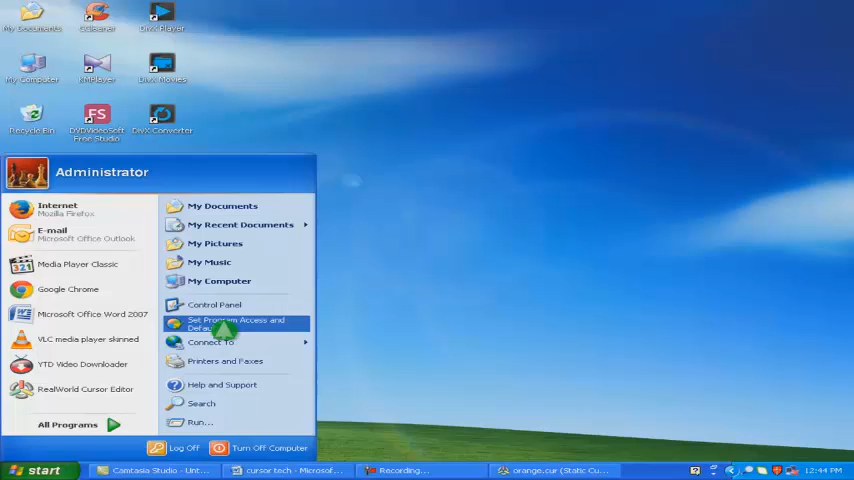 My Documents
CCleaner
DivX Player
My Computer
KMPlayer
DivX Movies
Recycle Bin
FS
DVDVideoSoft
Free Studio
DivX Converter
Administrator
Internet
Mozilla Firefox
E-mail
Microsoft Office Outlook
321
Media Player Classic
Google Chrome
Microsoft Office Word 2007
VLC media player skinned
YTD Video Downloader
RealWorld Cursor Editor
All Programs
My Documents
My Recent Documents
My Pictures
My Music
My Computer
Control Panel
Set Program Access and
Connect To
Printers and Faxes
Help and Support
Search
Run...
Log Off
Turn Off Computer
start
Camtasia Studio - Unt...
cursor tech - Microsof...
Recording...
orange.cur (Static Cu...
12:44 PM